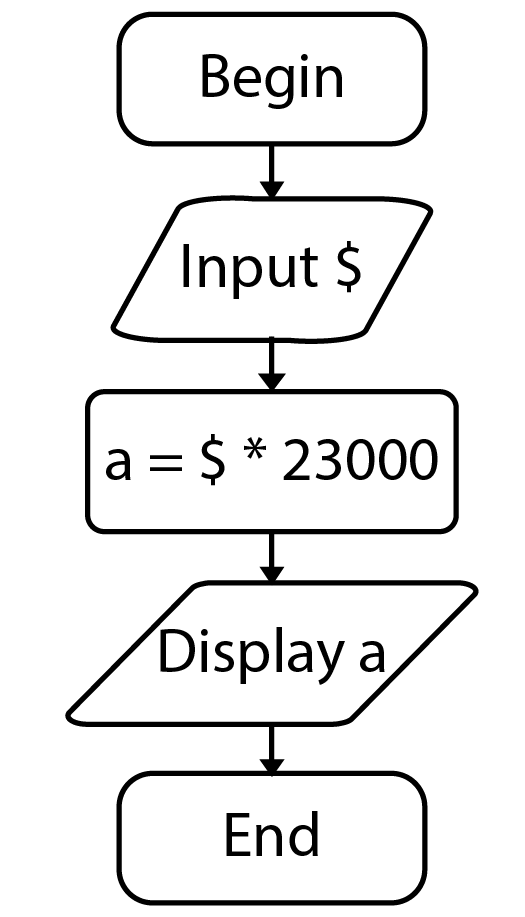 Begin
Input $
a = $ * 23000
Display a
End